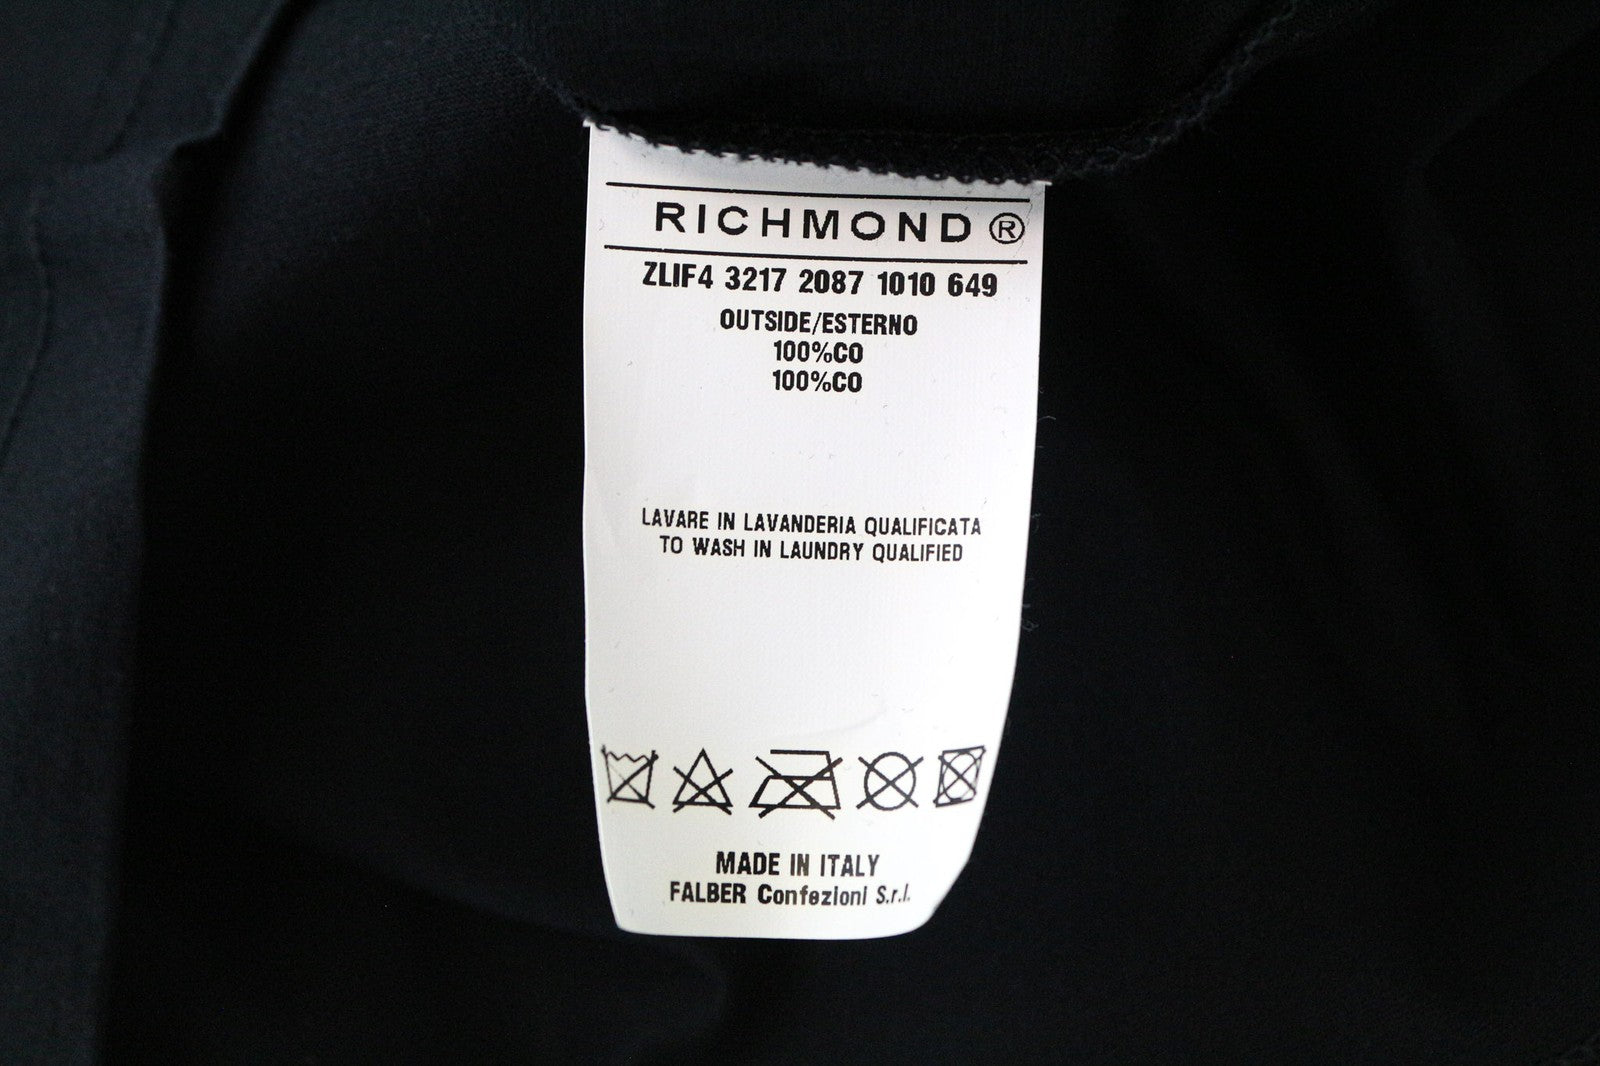 RICHMOND ®
ZLIF4 3217 2087 1010 649
OUTSIDE/ESTERNO
100%CO
100%CO
LAVARE IN LAVANDERIA QUALIFICATA
TO WASH IN LAUNDRY QUALIFIED
MADE IN ITALY
FALBER Confezioni S.r.l.